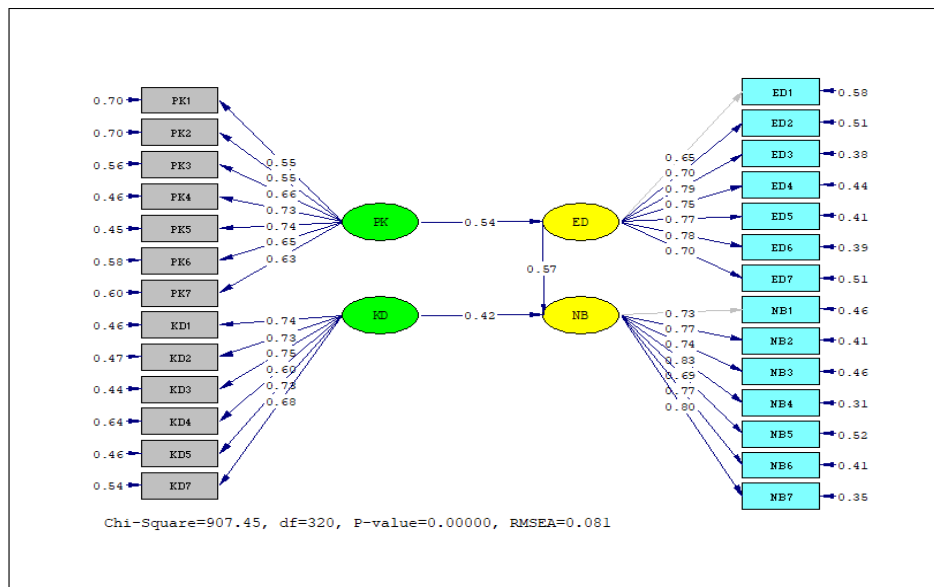 0.70 PK1
0.70 PK2
0.56 PK3
0.46 PK4
0.45 PK5
0.58 PK6
0.60 PK7
0.46 KD1
0.47 KD2
0.44 KD3
0.64 KD4
0.46 KD5
0.54 KD7
0.55
0.55
0.66
0.73
0.74
0.65
0.63
0.74
0.73
0.75
0.60
0.73
0.68
PK
KD
0.54
0.42
ED
0.57
NB
0.65
0.70
0.79
0.75
0.77
0.78
0.70
0.73
0.77
0.74
0.83
0.69
0.77
0.80
ED1 0.58
ED2 0.51
ED3 0.38
ED4 0.44
ED5 0.41
ED6 0.39
ED7 0.51
NB1 0.46
NB2 0.41
NB3 0.46
NB4 0.31
NB5 0.52
NB6 0.41
NB7 0.35
Chi-Square=907.45, df=320, P-value=0.00000, RMSEA=0.081